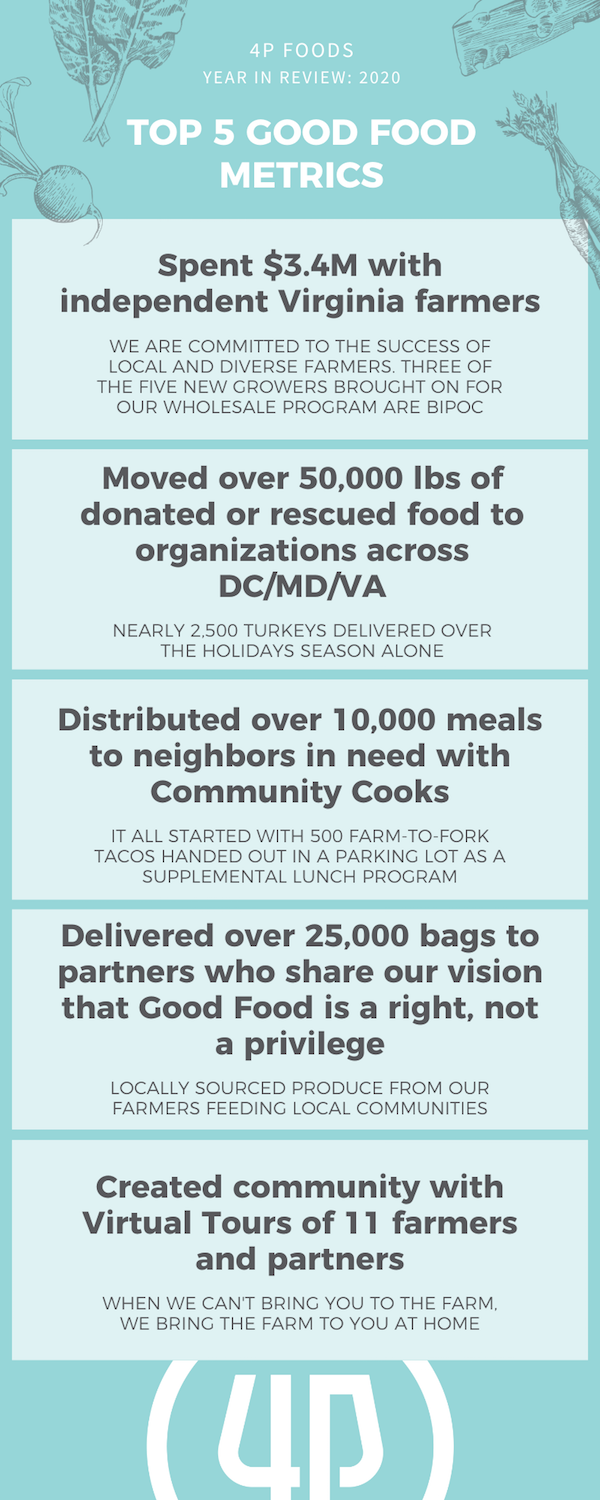 4P FOODS
YEAR IN REVIEW: 2020
TOP 5 GOOD FOOD
METRICS
Spent $3.4M with
independent Virginia farmers
WE ARE COMMITTED TO THE SUCCESS OF
LOCAL AND DIVERSE FARMERS. THREE OF
THE FIVE NEW GROWERS BROUGHT ON FOR
OUR WHOLESALE PROGRAM ARE BIPOC
Moved over 50,000 lbs of
donated or rescued food to
organizations across
DC/MD/VA
NEARLY 2,500 TURKEYS DELIVERED OVER
THE HOLIDAYS SEASON ALONE
Distributed over 10,000 meals
to neighbors in need with
Community Cooks
IT ALL STARTED WITH 500 FARM-TO-FORK
TACOS HANDED OUT IN A PARKING LOT AS A
SUPPLEMENTAL LUNCH PROGRAM
Delivered over 25,000 bags to
partners who share our vision
that Good Food is a right, not
a privilege
LOCALLY SOURCED PRODUCE FROM OUR
FARMERS FEEDING LOCAL COMMUNITIES
Created community with
Virtual Tours of 11 farmers
and partners
WHEN WE CAN'T BRING YOU TO THE FARM,
WE BRING THE FARM TO YOU AT HOME
4P